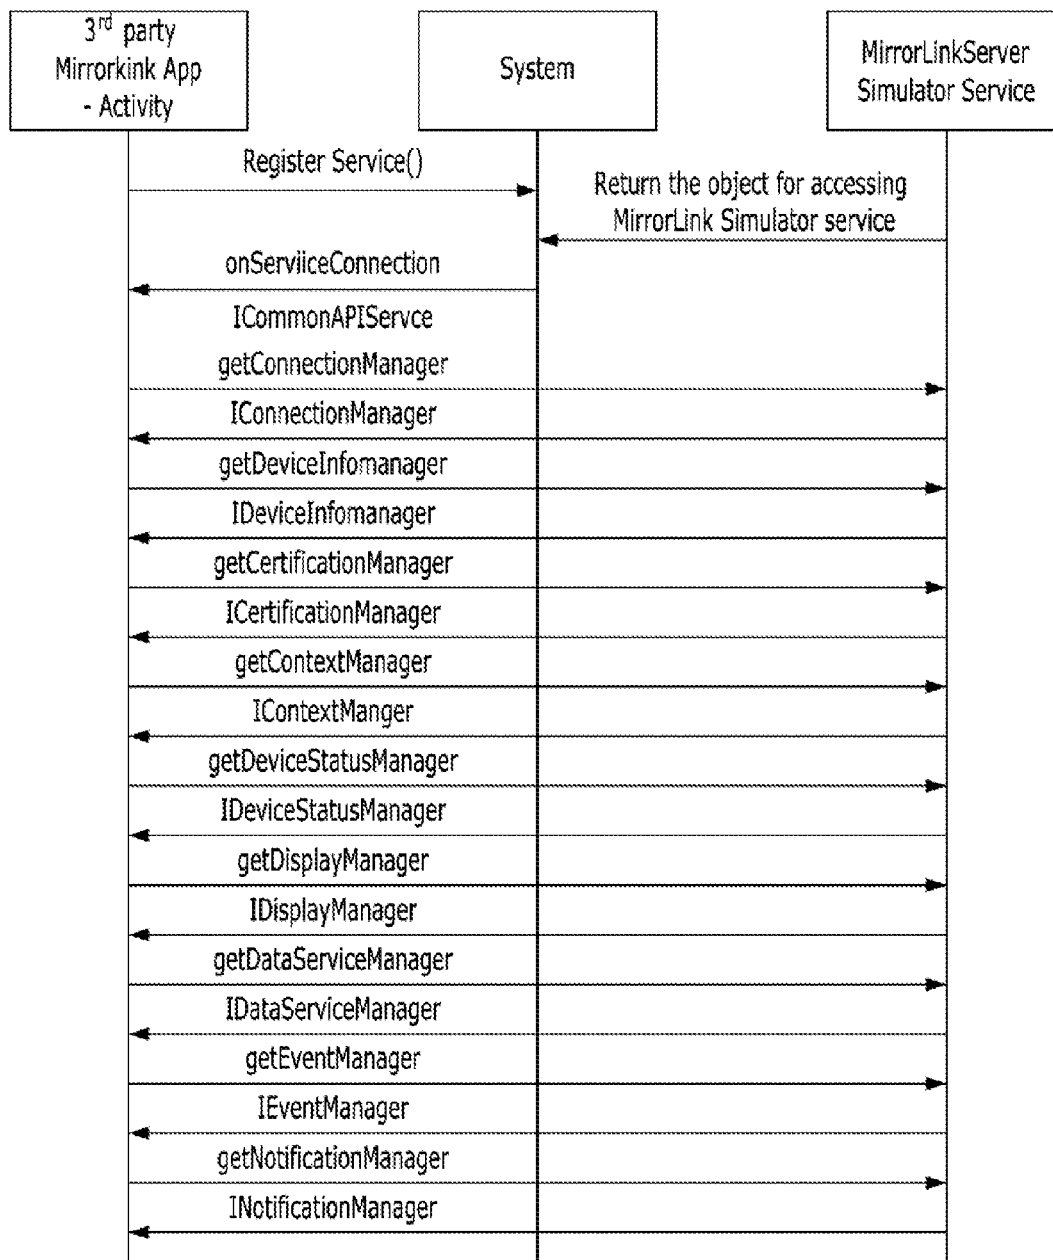 3rd party
Mirrorkink App
- Activity
System
MirrorLinkServer
Simulator Service
Register Service()
Return the object for accessing
MirrorLink Simulator service
onServiiceConnection
ICommonAPIServce
getConnectionManager
IConnectionManager
getDeviceInfomanager
IDeviceInfomanager
getCertificationManager
ICertificationManager
getContextManager
IContextManger
getDeviceStatusManager
IDeviceStatusManager
getDisplayManager
IDisplayManager
getDataServiceManager
IDataServiceManager
getEventManager
IEventManager
getNotificationManager
INotificationManager